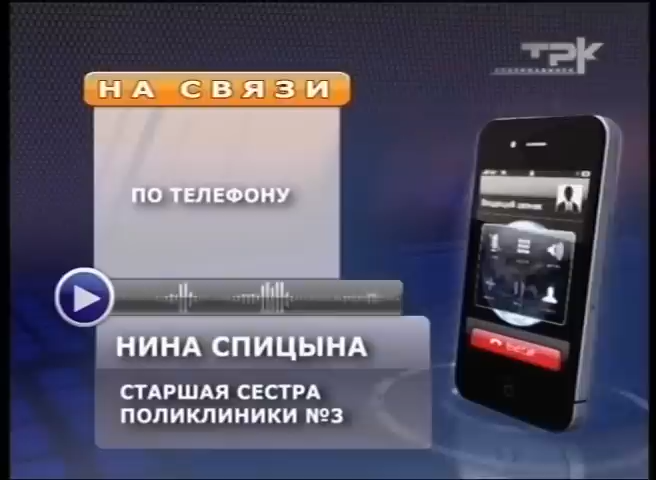 ТРК
НА СВЯЗИ
ПО ТЕЛЕФОНУ
НИНА СПИЦЫНА
СТАРШАЯ СЕСТРА
ПОЛИКЛИНИКИ №3